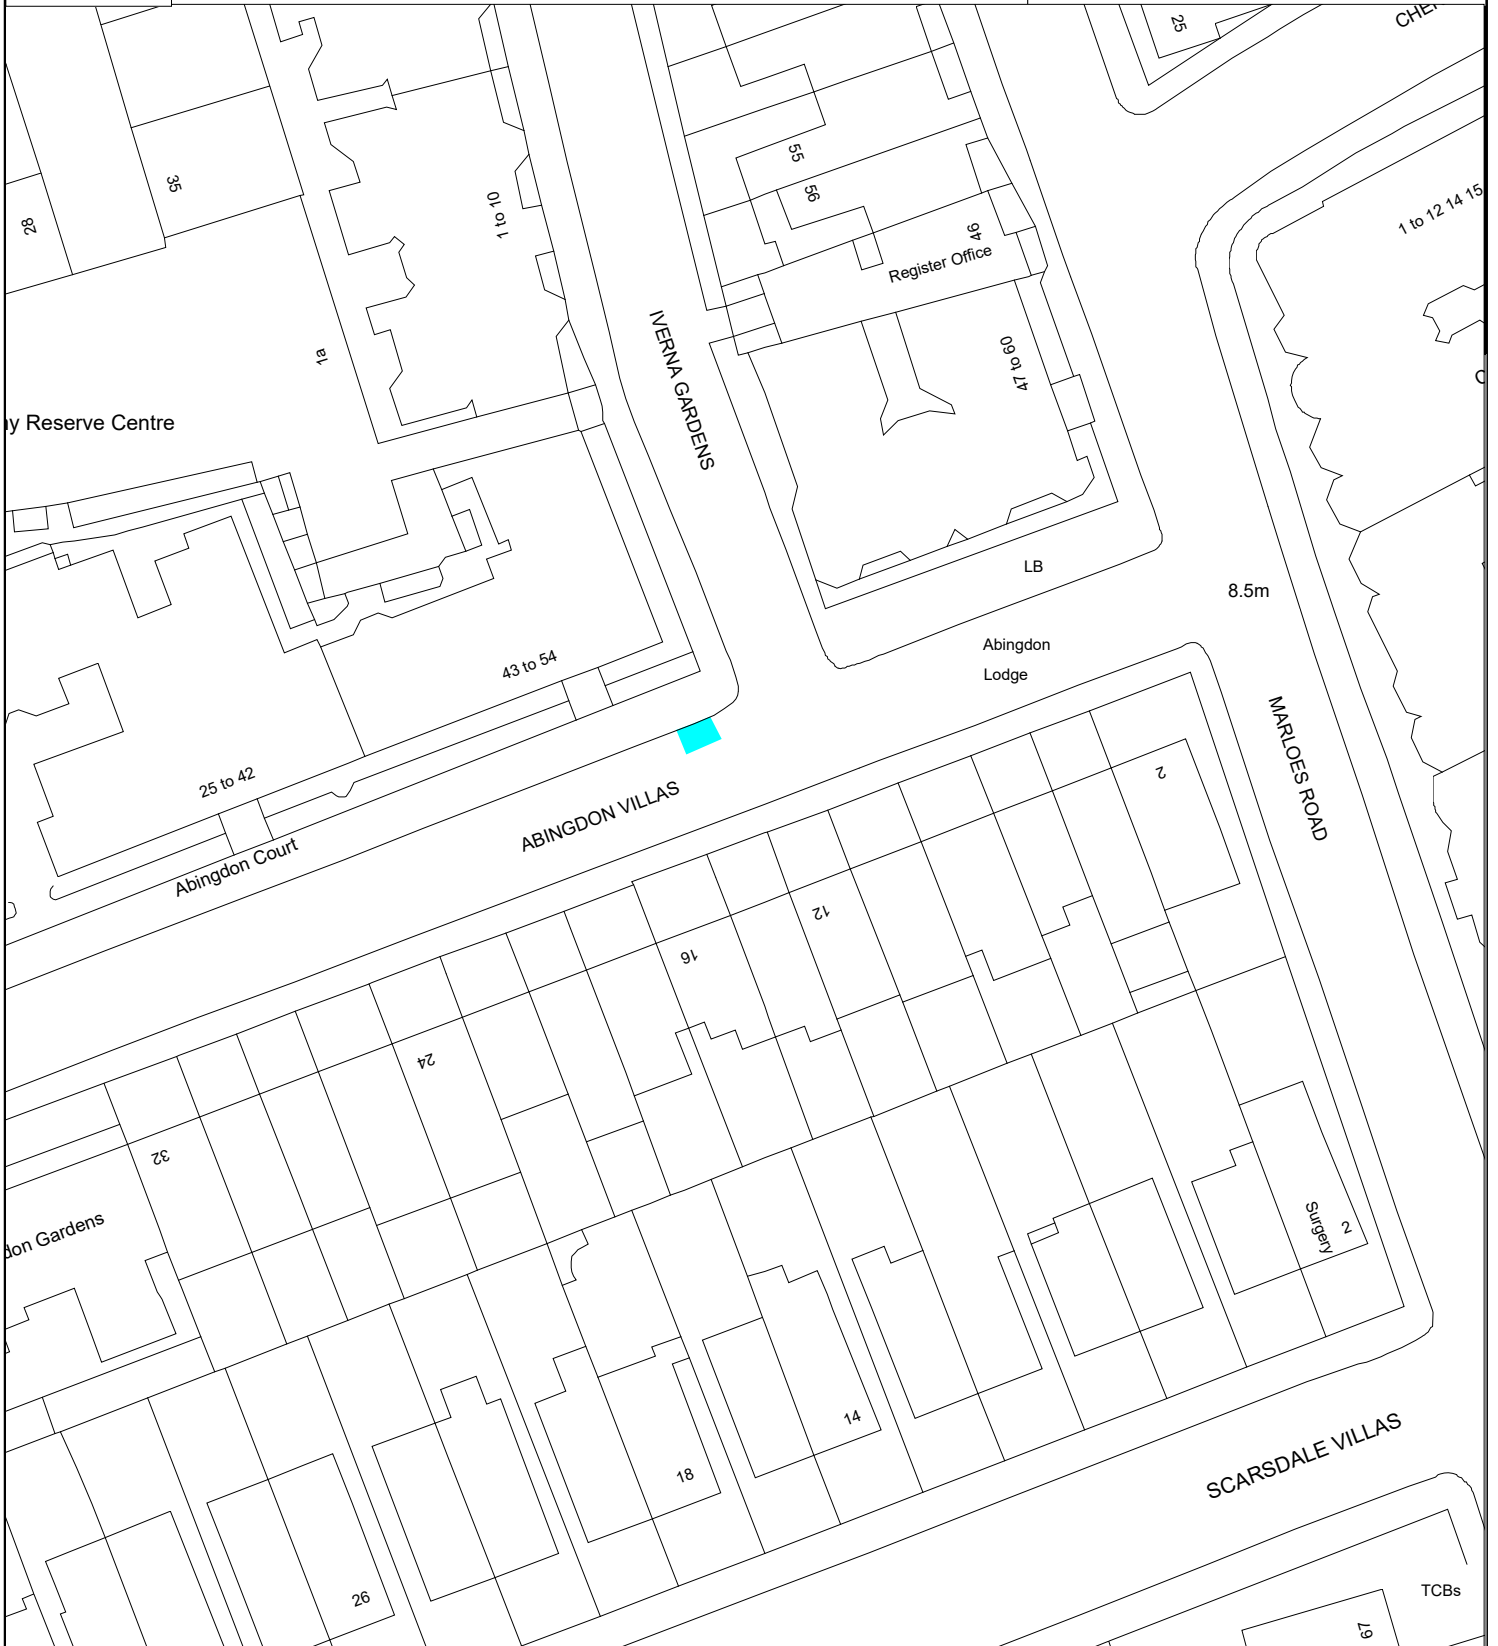 25
CHE
55
35
56
1 to 10
1 to 12 14 15
28
46
Register Office
IVERNA GARDENS
1a
47 to 60
y Reserve Centre
LB
8.5m
Abingdon
Lodge
43 to 54
MARLOES ROAD
2
25 to 42
ABINGDON VILLAS
Abingdon Court
12
16
24
32
don Gardens
Surgery
2
14
18
SCARSDALE VILLAS
26
TCBs
67